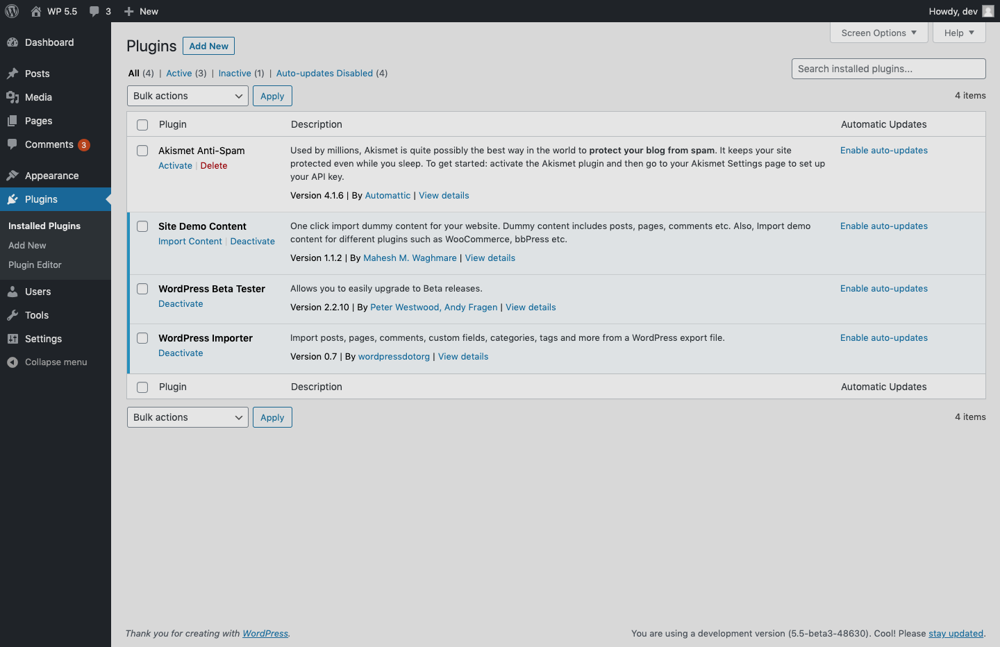 WP 5.5 3 New Howdy, dev
Dashboard
Posts
Media
Pages
Comments 3
Appearance
Plugins
Installed Plugins
Add New
Plugin Editor
Users
Tools
Settings
Collapse menu
Screen Options Help
Plugins Add New
All (4) | Active (3) | Inactive (1) | Auto-updates Disabled (4)
Search installed plugins...
Bulk actions Apply 4 items
Plugin Description Automatic Updates
Akismet Anti-Spam
Activate | Delete
Used by millions, Akismet is quite possibly the best way in the world to protect your blog from spam. It keeps your site
protected even while you sleep. To get started: activate the Akismet plugin and then go to your Akismet Settings page to set up
your API key.
Version 4.1.6 | By Automattic | View details
Enable auto-updates
Site Demo Content
Import Content | Deactivate
One click import dummy content for your website. Dummy content includes posts, pages, comments etc. Also, Import demo
content for different plugins such as WooCommerce, bbPress etc.
Version 1.1.2 | By Mahesh M. Waghmare | View details
Enable auto-updates
WordPress Beta Tester
Deactivate
Allows you to easily upgrade to Beta releases.
Version 2.2.10 | By Peter Westwood, Andy Fragen | View details
Enable auto-updates
WordPress Importer
Deactivate
Import posts, pages, comments, custom fields, categories, tags and more from a WordPress export file.
Version 0.7 | By wordpressdotorg | View details
Enable auto-updates
Plugin Description Automatic Updates
Bulk actions Apply 4 items
Thank you for creating with WordPress. You are using a development version (5.5-beta3-48630). Cool! Please stay updated.